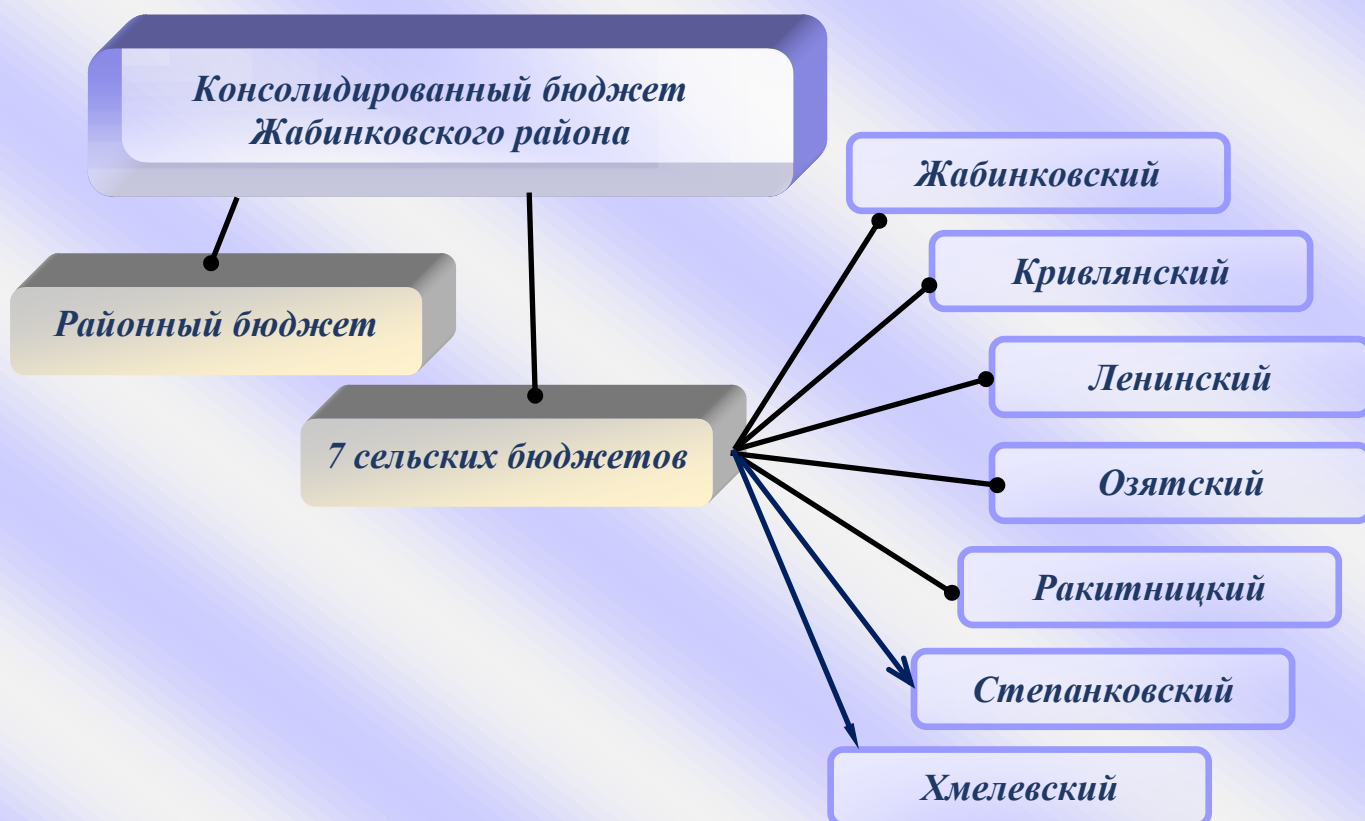 Консолидированный бюджет
Жабинковского района
Районный бюджет
7 сельских бюджетов
Жабинковский
Кривлянский
Ленинский
Озятский
Ракитницкий
Степанковский
Хмелевский